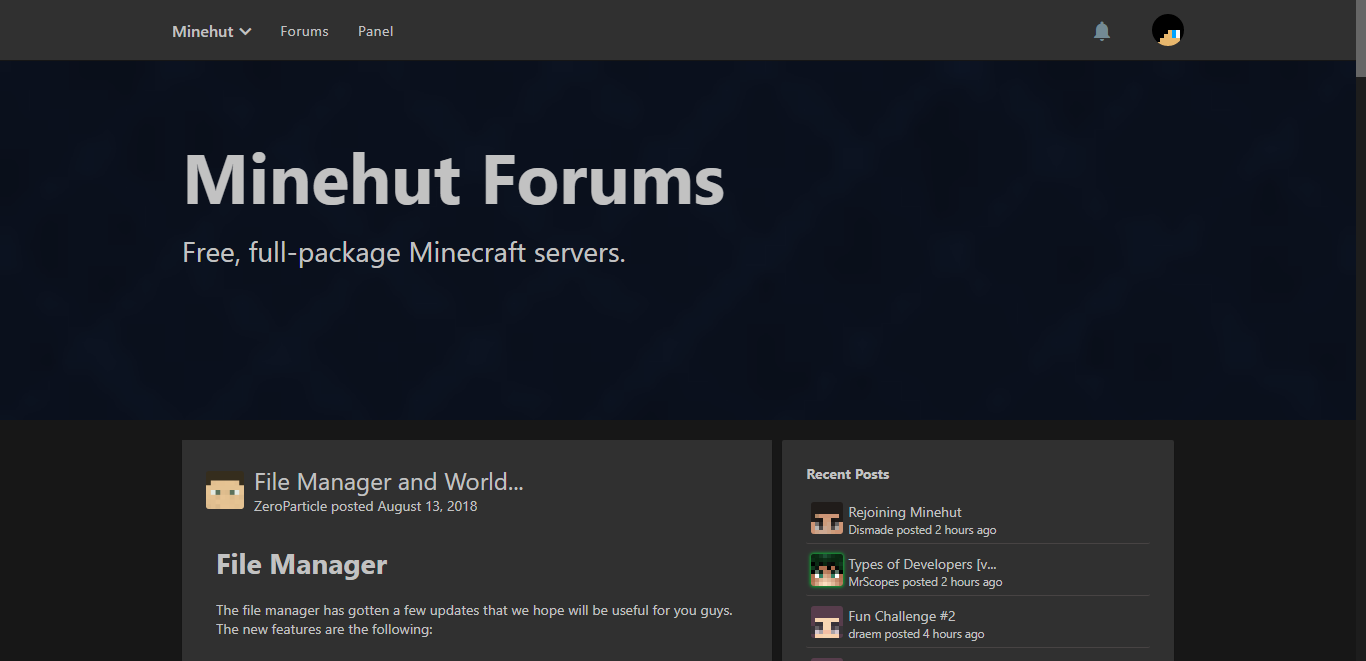 Minehut
Forums
Panel
Minehut Forums
Free, full-package Minecraft servers.
File Manager and World...
ZeroParticle posted August 13, 2018
File Manager
The file manager has gotten a few updates that we hope will be useful for you guys.
The new features are the following:
Recent Posts
Rejoining Minehut
Dismade posted 2 hours ago
Types of Developers [v...
MrScopes posted 2 hours ago
Fun Challenge #2
draem posted 4 hours ago